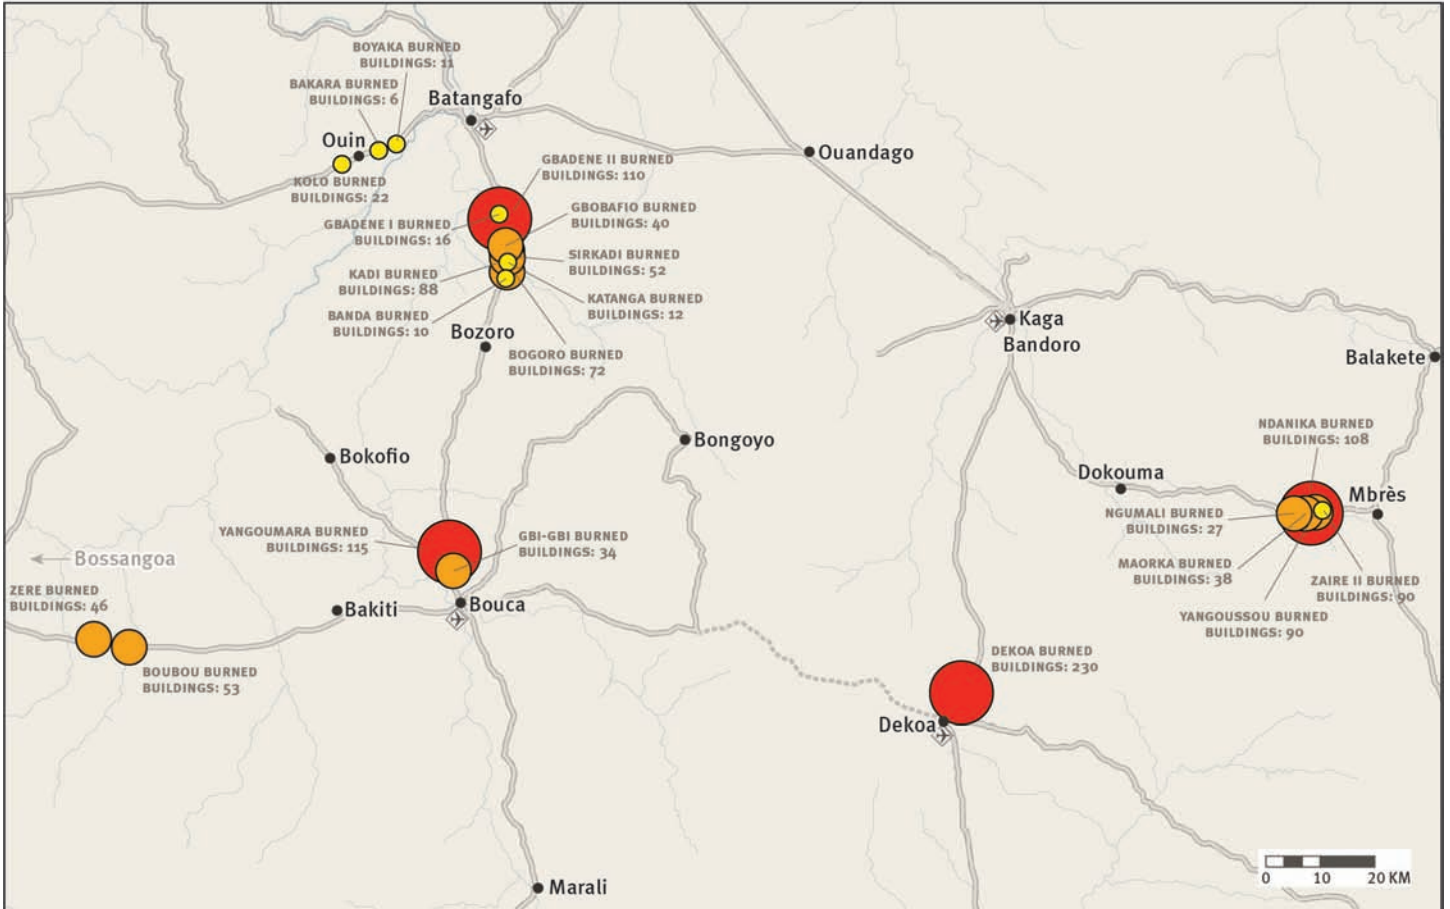 BOYAKA BURNED
BUILDINGS: 11
BAKARA BURNED
BUILDINGS: 6
Batangafo
Ouin
KOLO BURNED
BUILDINGS: 22
Ouandago
GBADENE II BURNED
BUILDINGS: 110
GBOBAFIO BURNED
BUILDINGS: 40
GBADENE I BURNED
BUILDINGS: 16
SIRKADI BURNED
BUILDINGS: 52
KADI BURNED
BUILDINGS: 88
KATANGA BURNED
BUILDINGS: 12
BANDA BURNED
BUILDINGS: 10
Bozoro
BOGORO BURNED
BUILDINGS: 72
Kaga
Bandoro
Balakete
Bongoyo
Bokofio
NDANIKA BURNED
BUILDINGS: 108
Dokouma
Mbrès
NGUMALI BURNED
BUILDINGS: 27
MAORKA BURNED
BUILDINGS: 38
ZAIRE II BURNED
BUILDINGS: 90
YANGOUSSOU BURNED
BUILDINGS: 90
YANGOUMARA BURNED
BUILDINGS: 115
GBI-GBI BURNED
BUILDINGS: 34
Bossangoa
ZERE BURNED
BUILDINGS: 46
Bakiti
Bouca
BOUBOU BURNED
BUILDINGS: 53
DEKOA BURNED
BUILDINGS: 230
Dekoa
Marali
0 10 20 KM